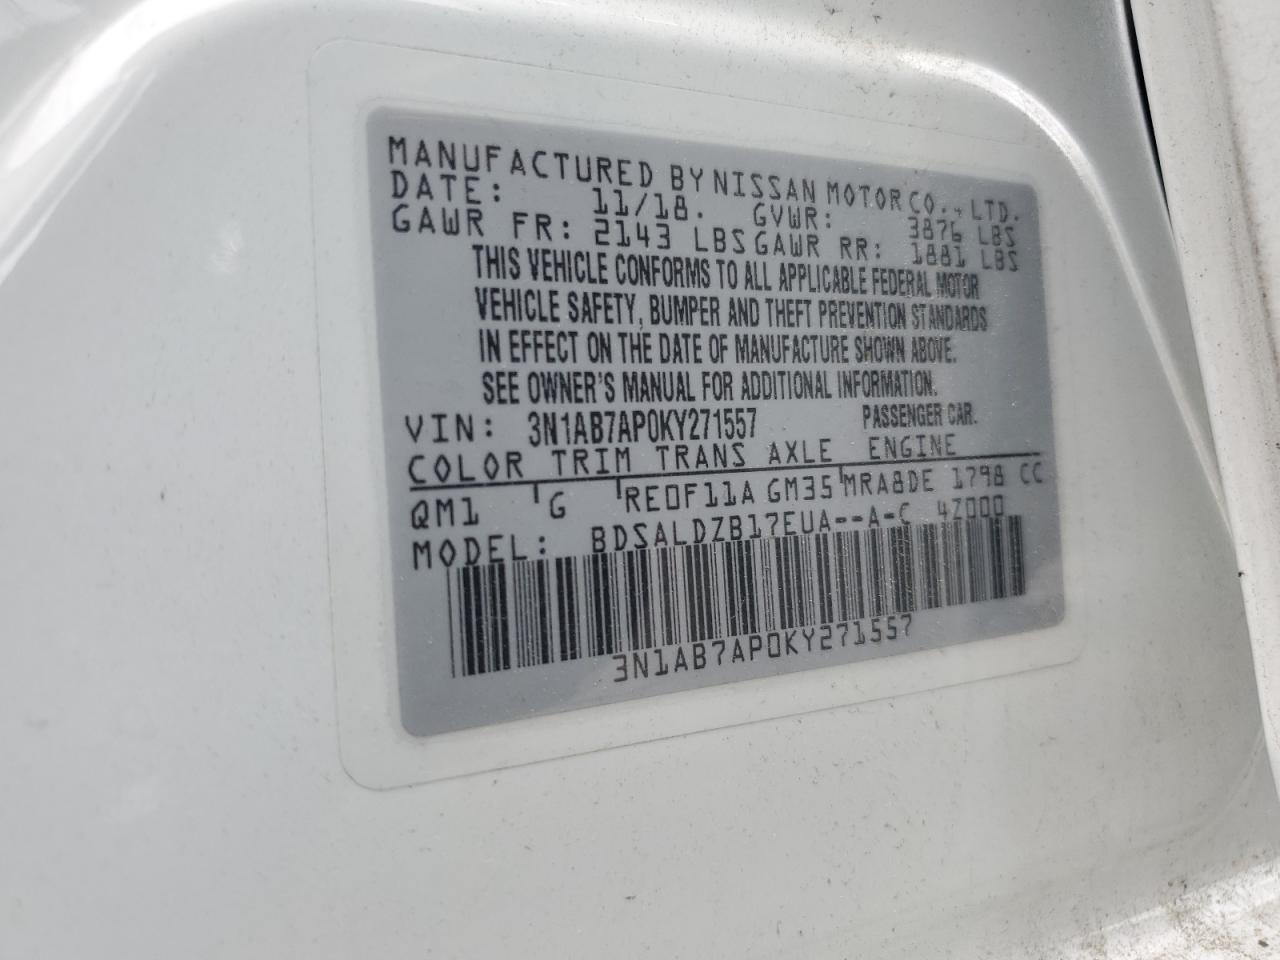 MANUFACTURED BY NISSAN MOTOR CO., LTD.
DATE: 11/18. GVWR: 3876 LBS
GAWR FR: 2143 LBS GAWR RR: 1881 LBS
THIS VEHICLE CONFORMS TO ALL APPLICABLE FEDERAL MOTOR
VEHICLE SAFETY, BUMPER AND THEFT PREVENTION STANDARDS
IN EFFECT ON THE DATE OF MANUFACTURE SHOWN ABOVE.
SEE OWNER'S MANUAL FOR ADDITIONAL INFORMATION.
VIN: 3N1AB7AP0KY271557 PASSENGER CAR.
COLOR TRIM TRANS AXLE ENGINE
QM1 G RE0F11A GM35 MRA8DE 1798 CC
MODEL: BDSALDZB17EUA--A-C 4Z000
3N1AB7AP0KY271557